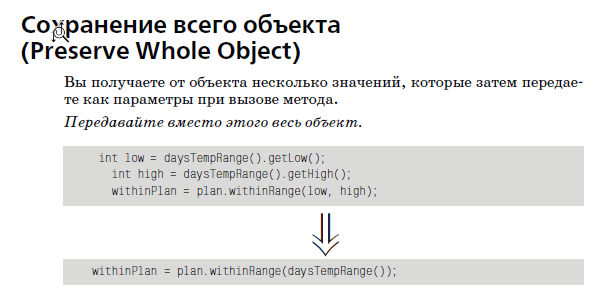 Сохранение всего объекта
(Preserve Whole Object)
Вы получаете от объекта несколько значений, которые затем передае-
те как параметры при вызове метода.
Передавайте вместо этого весь объект.
int low = daysTempRange().getLow();
int high = daysTempRange().getHigh();
withinPlan = plan.withinRange(low, high);
withinPlan = plan.withinRange(daysTempRange());